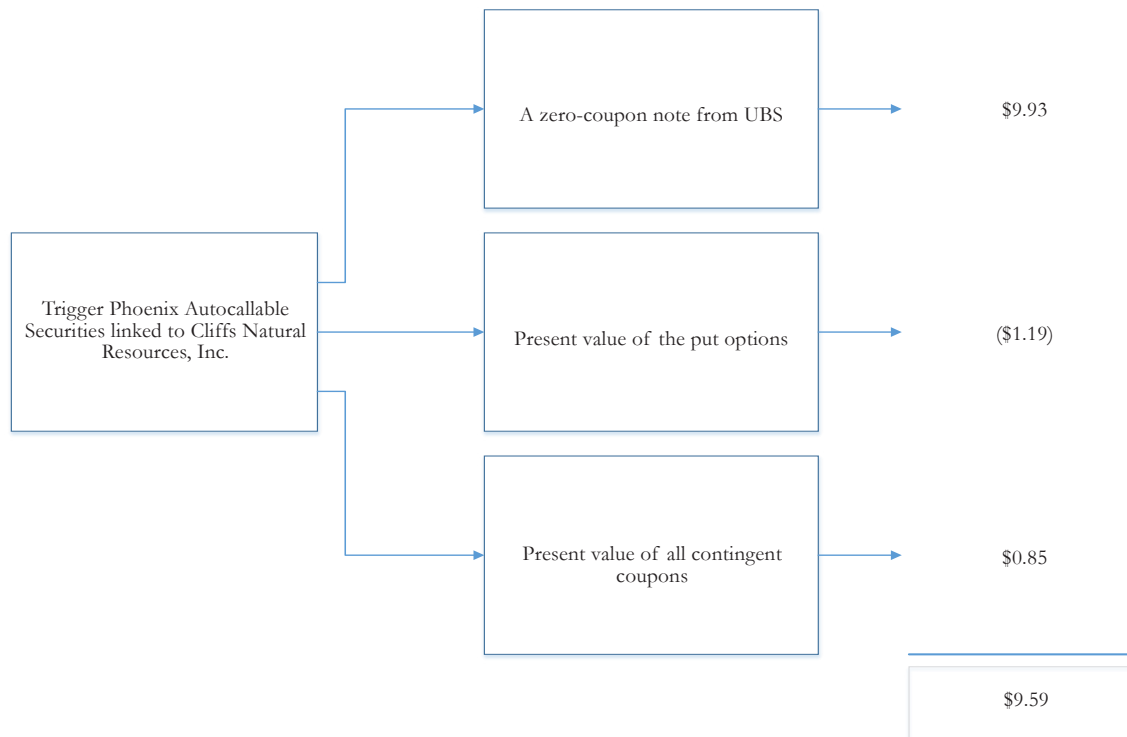 A zero-coupon note from UBS
$9.93
Trigger Phoenix Autocallable
Securities linked to Cliffs Natural
Resources, Inc.
Present value of the put options
($1.19)
Present value of all contingent
coupons
$0.85
$9.59